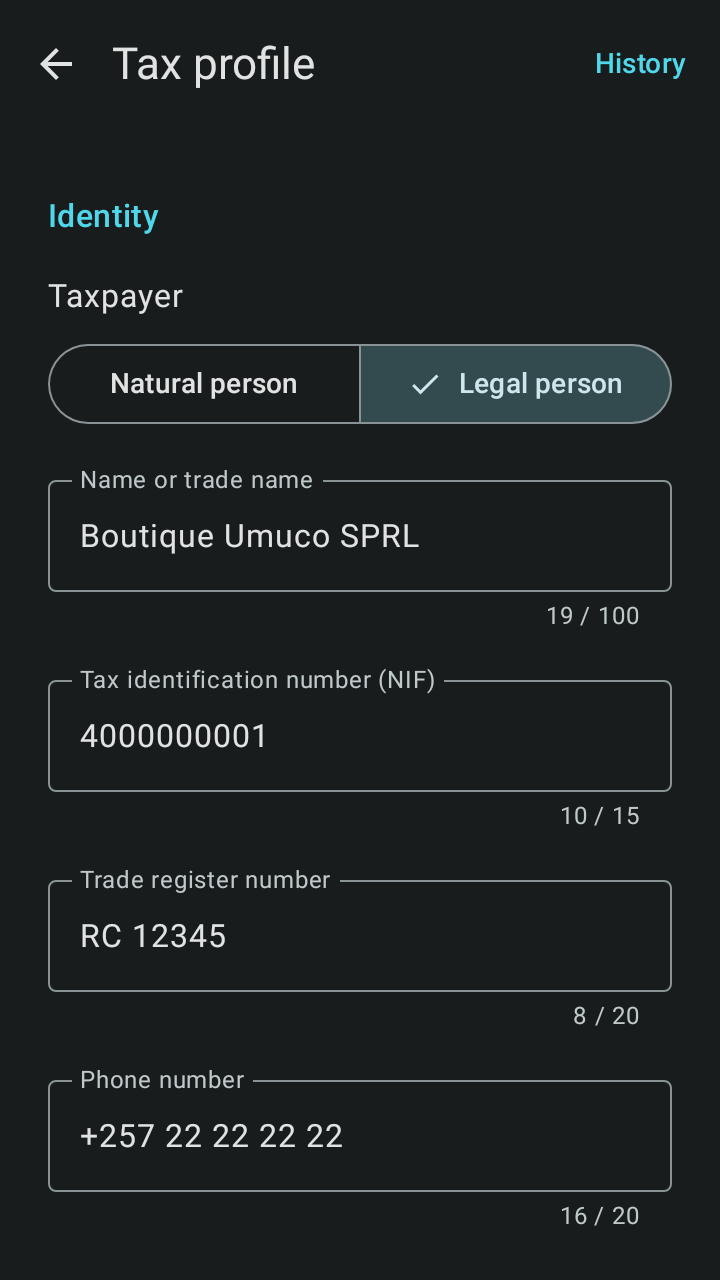 Tax profile
History
Identity
Taxpayer
Natural person
Legal person
Name or trade name
Boutique Umuco SPRL
19 / 100
Tax identification number (NIF)
4000000001
10 / 15
Trade register number
RC 12345
8 / 20
Phone number
+257 22 22 22 22
16 / 20